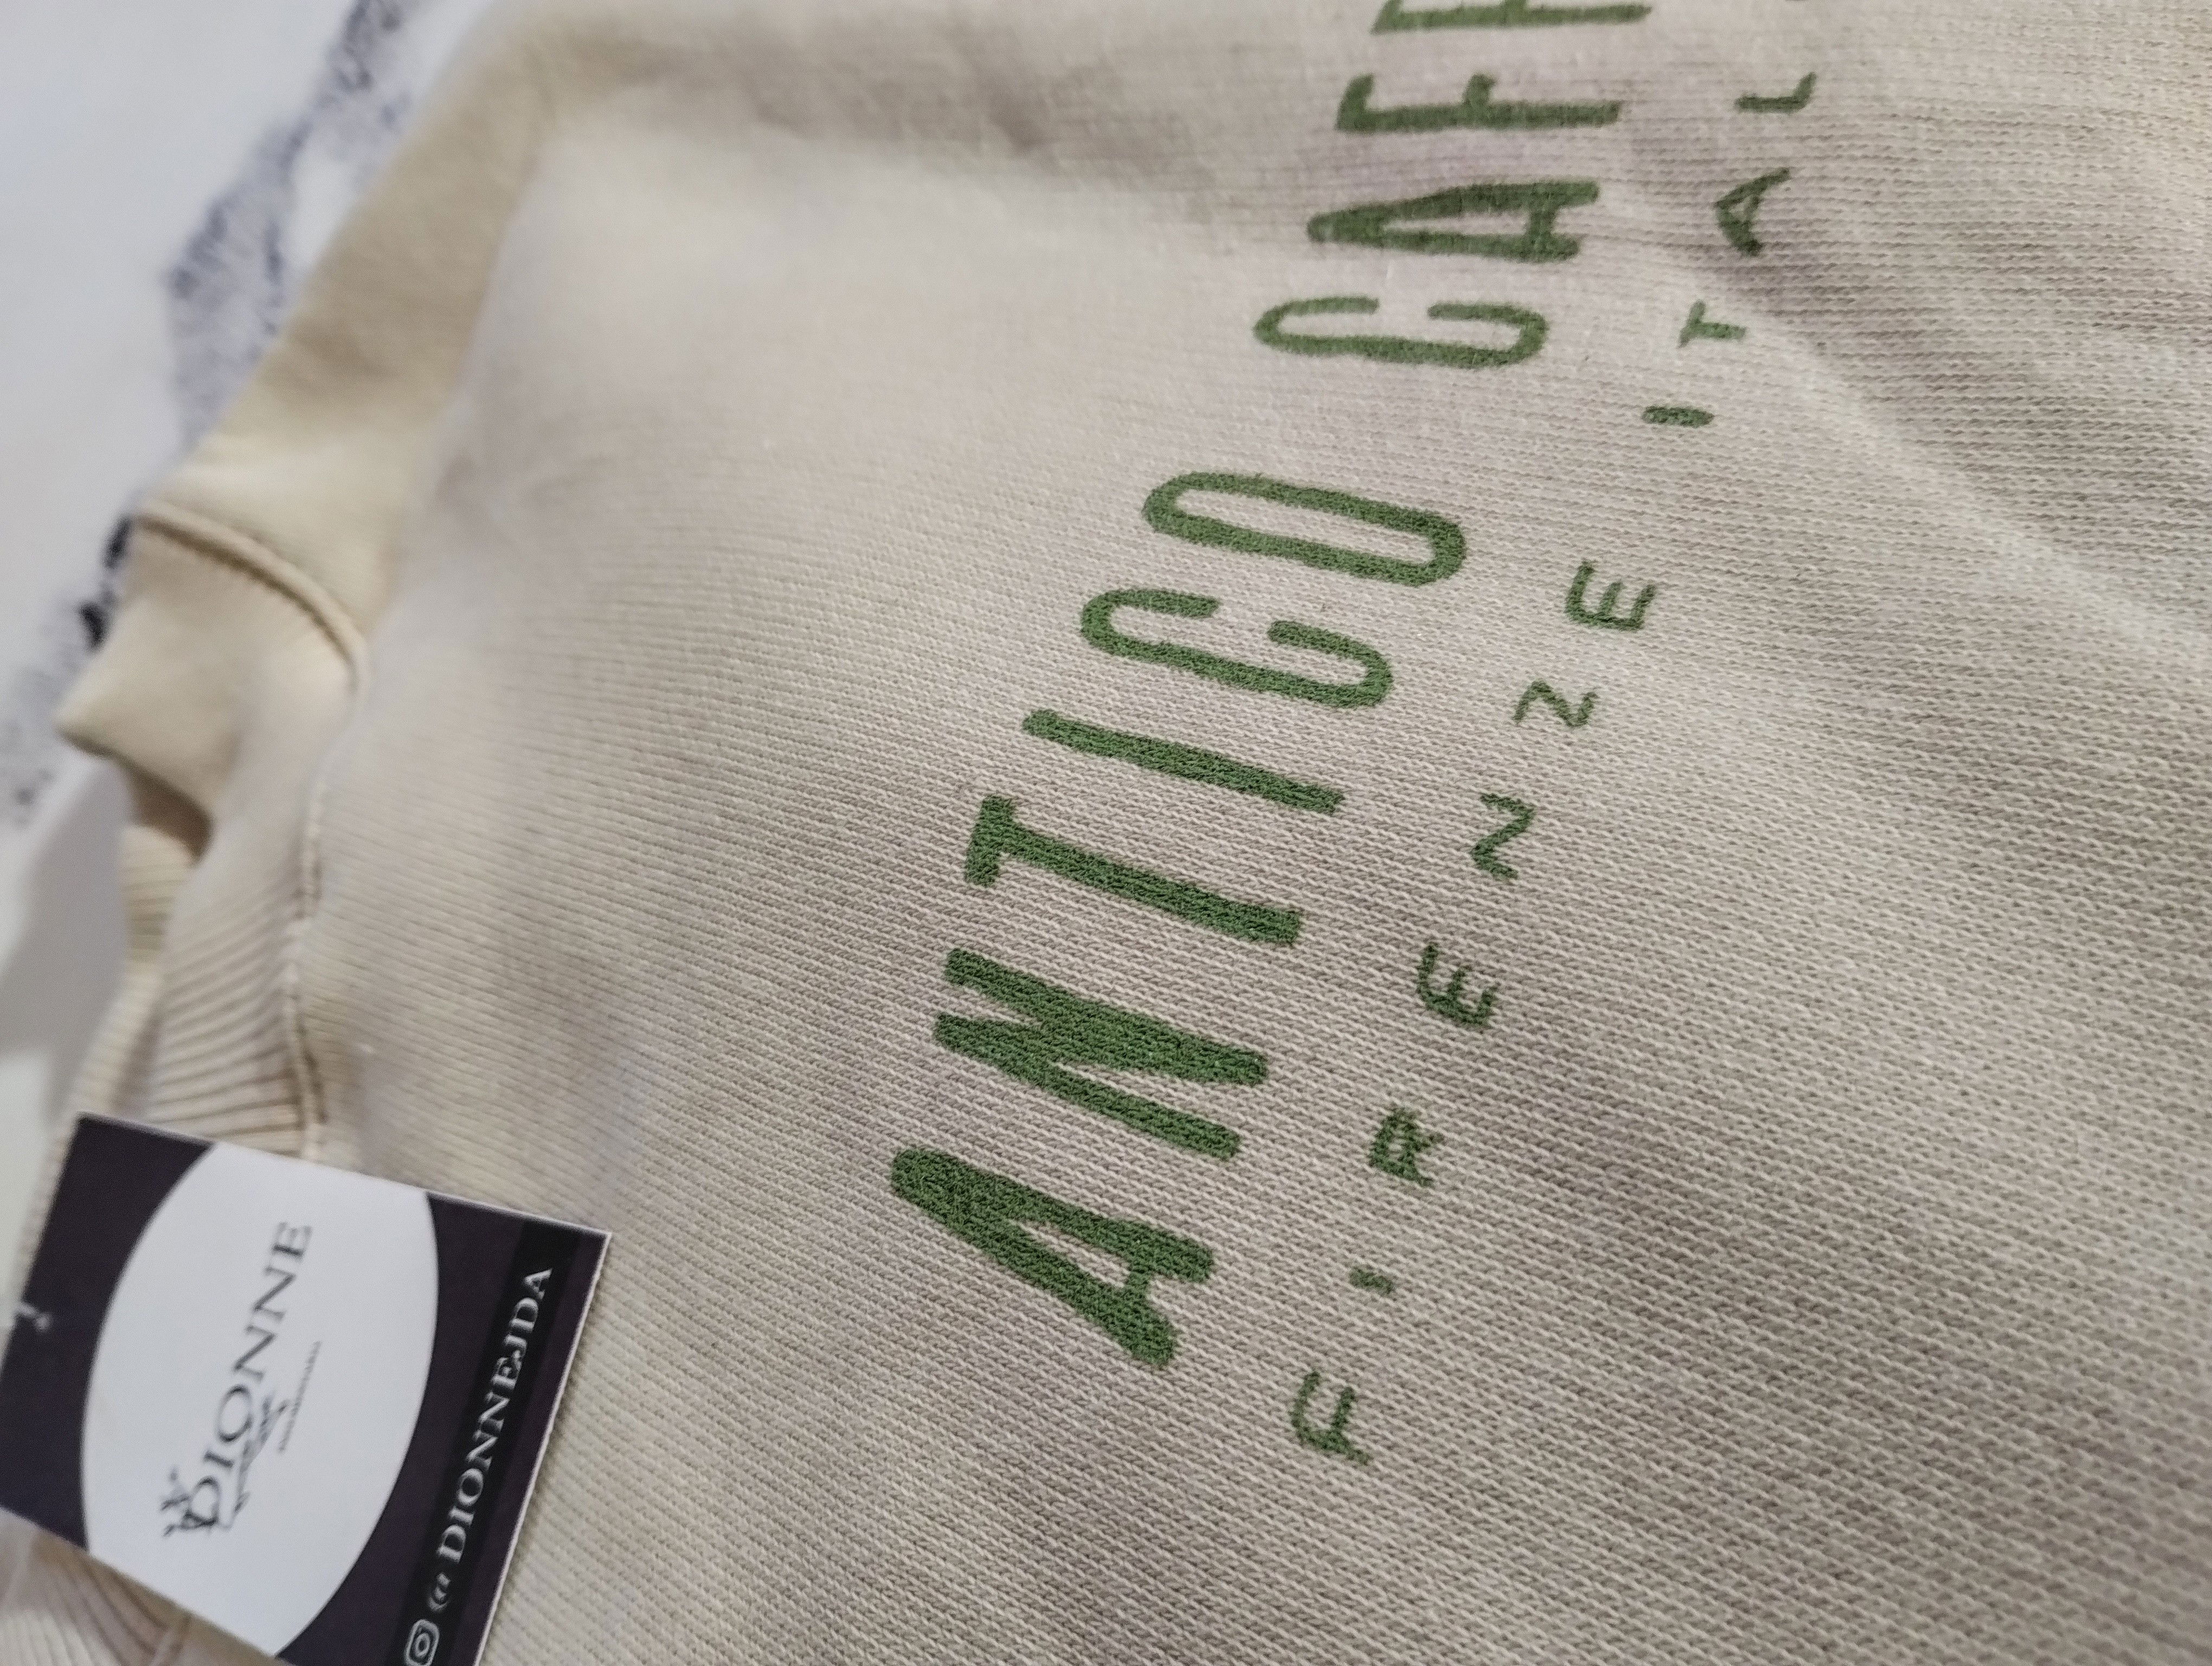 ANTICO CAFF
FIRENZE ITAL
DIONNE
@DIONNEJDA